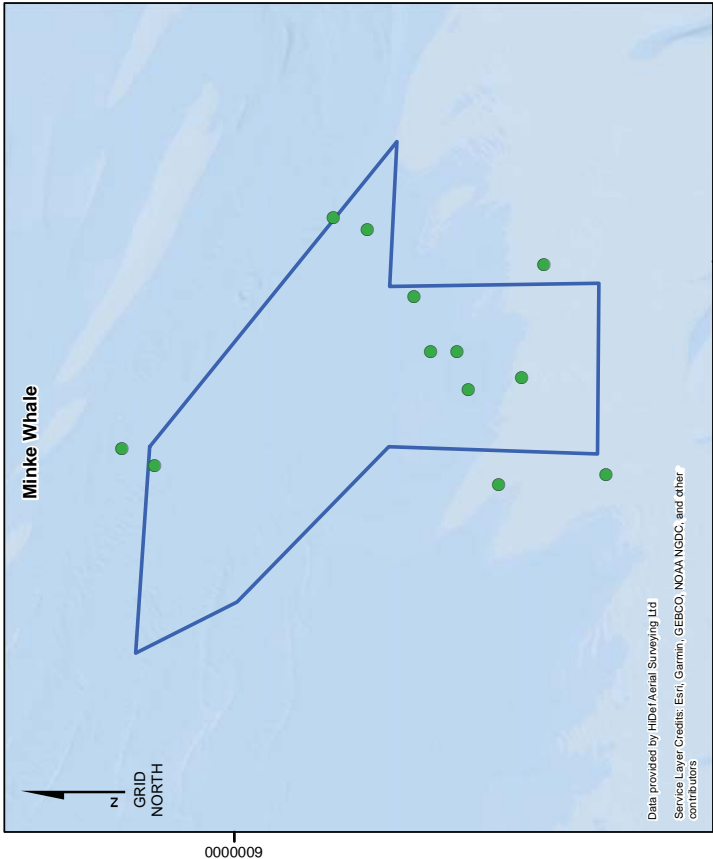 Minke Whale
N
GRID
NORTH
6000000
Data provided by HiDef Aerial Surveying Ltd
Service Layer Credits: Esri, Garmin, GEBCO, NOAA NGDC, and other
contributors